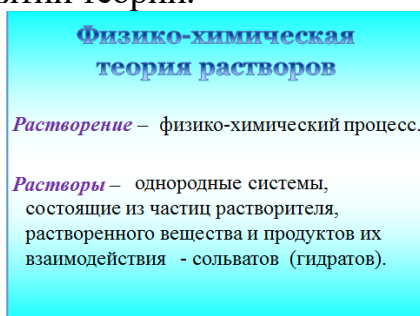 теории.
Физико-химическая
теория растворов
Растворение – физико-химический процесс.
Растворы – однородные системы,
состоящие из частиц растворителя,
растворенного вещества и продуктов их
взаимодействия - сольватов (гидратов).